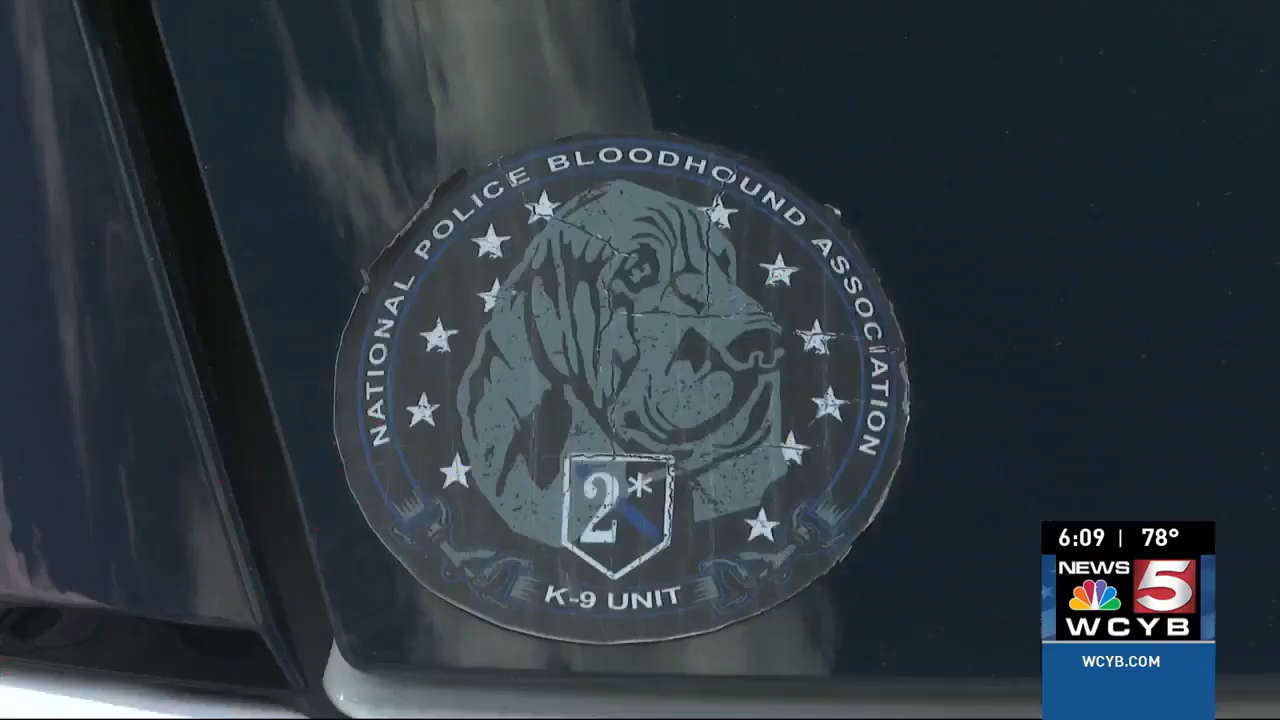 NATIONAL POLICE BLOODHOUND ASSOCIATION
2*
K-9 UNIT
6:09 | 78°
NEWS 5
WCYB
WCYB.COM